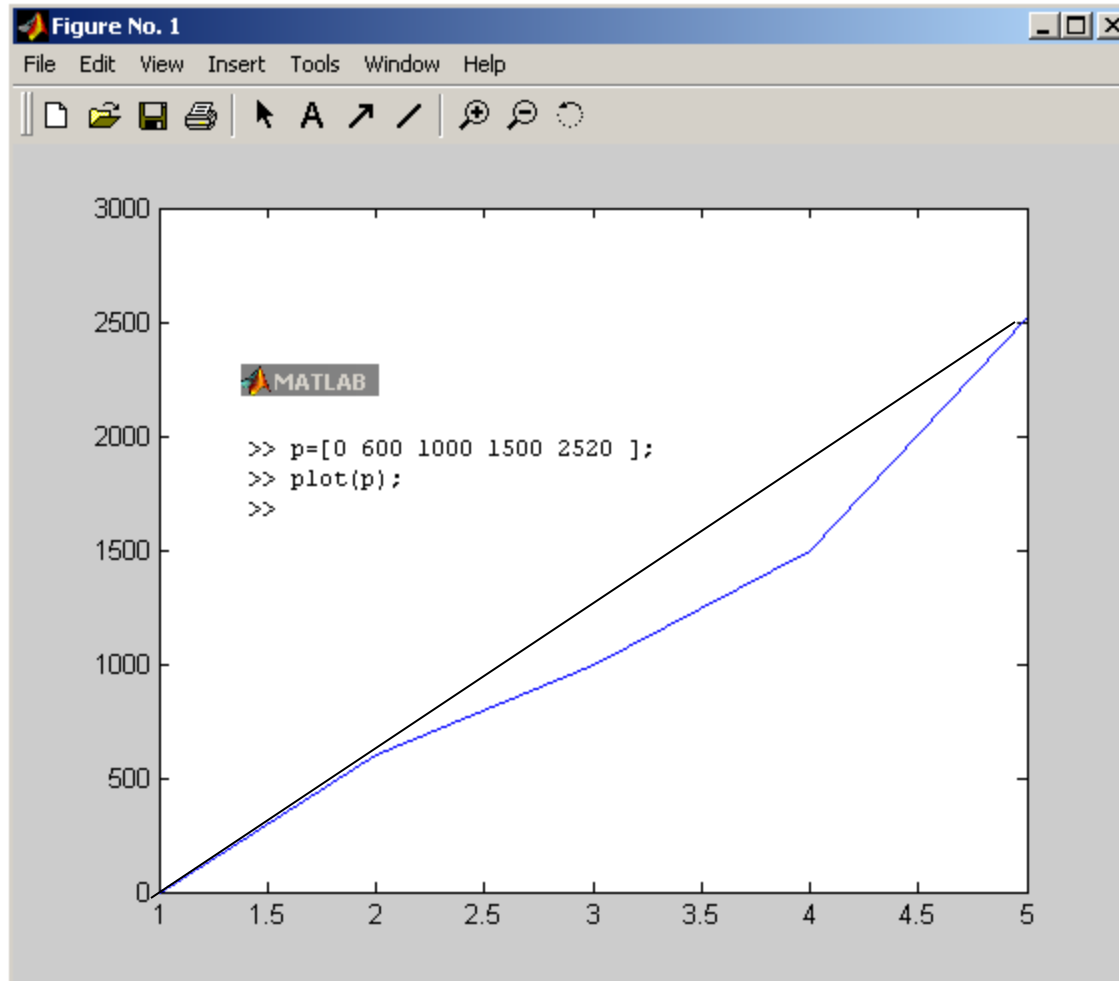 Figure No. 1
File Edit View Insert Tools Window Help
A
3000
2500
MATLAB
2000
>> p=[0 600 1000 1500 2520 ];
>> plot(p);
>>
1500
1000
500
0
1 1.5 2 2.5 3 3.5 4 4.5 5